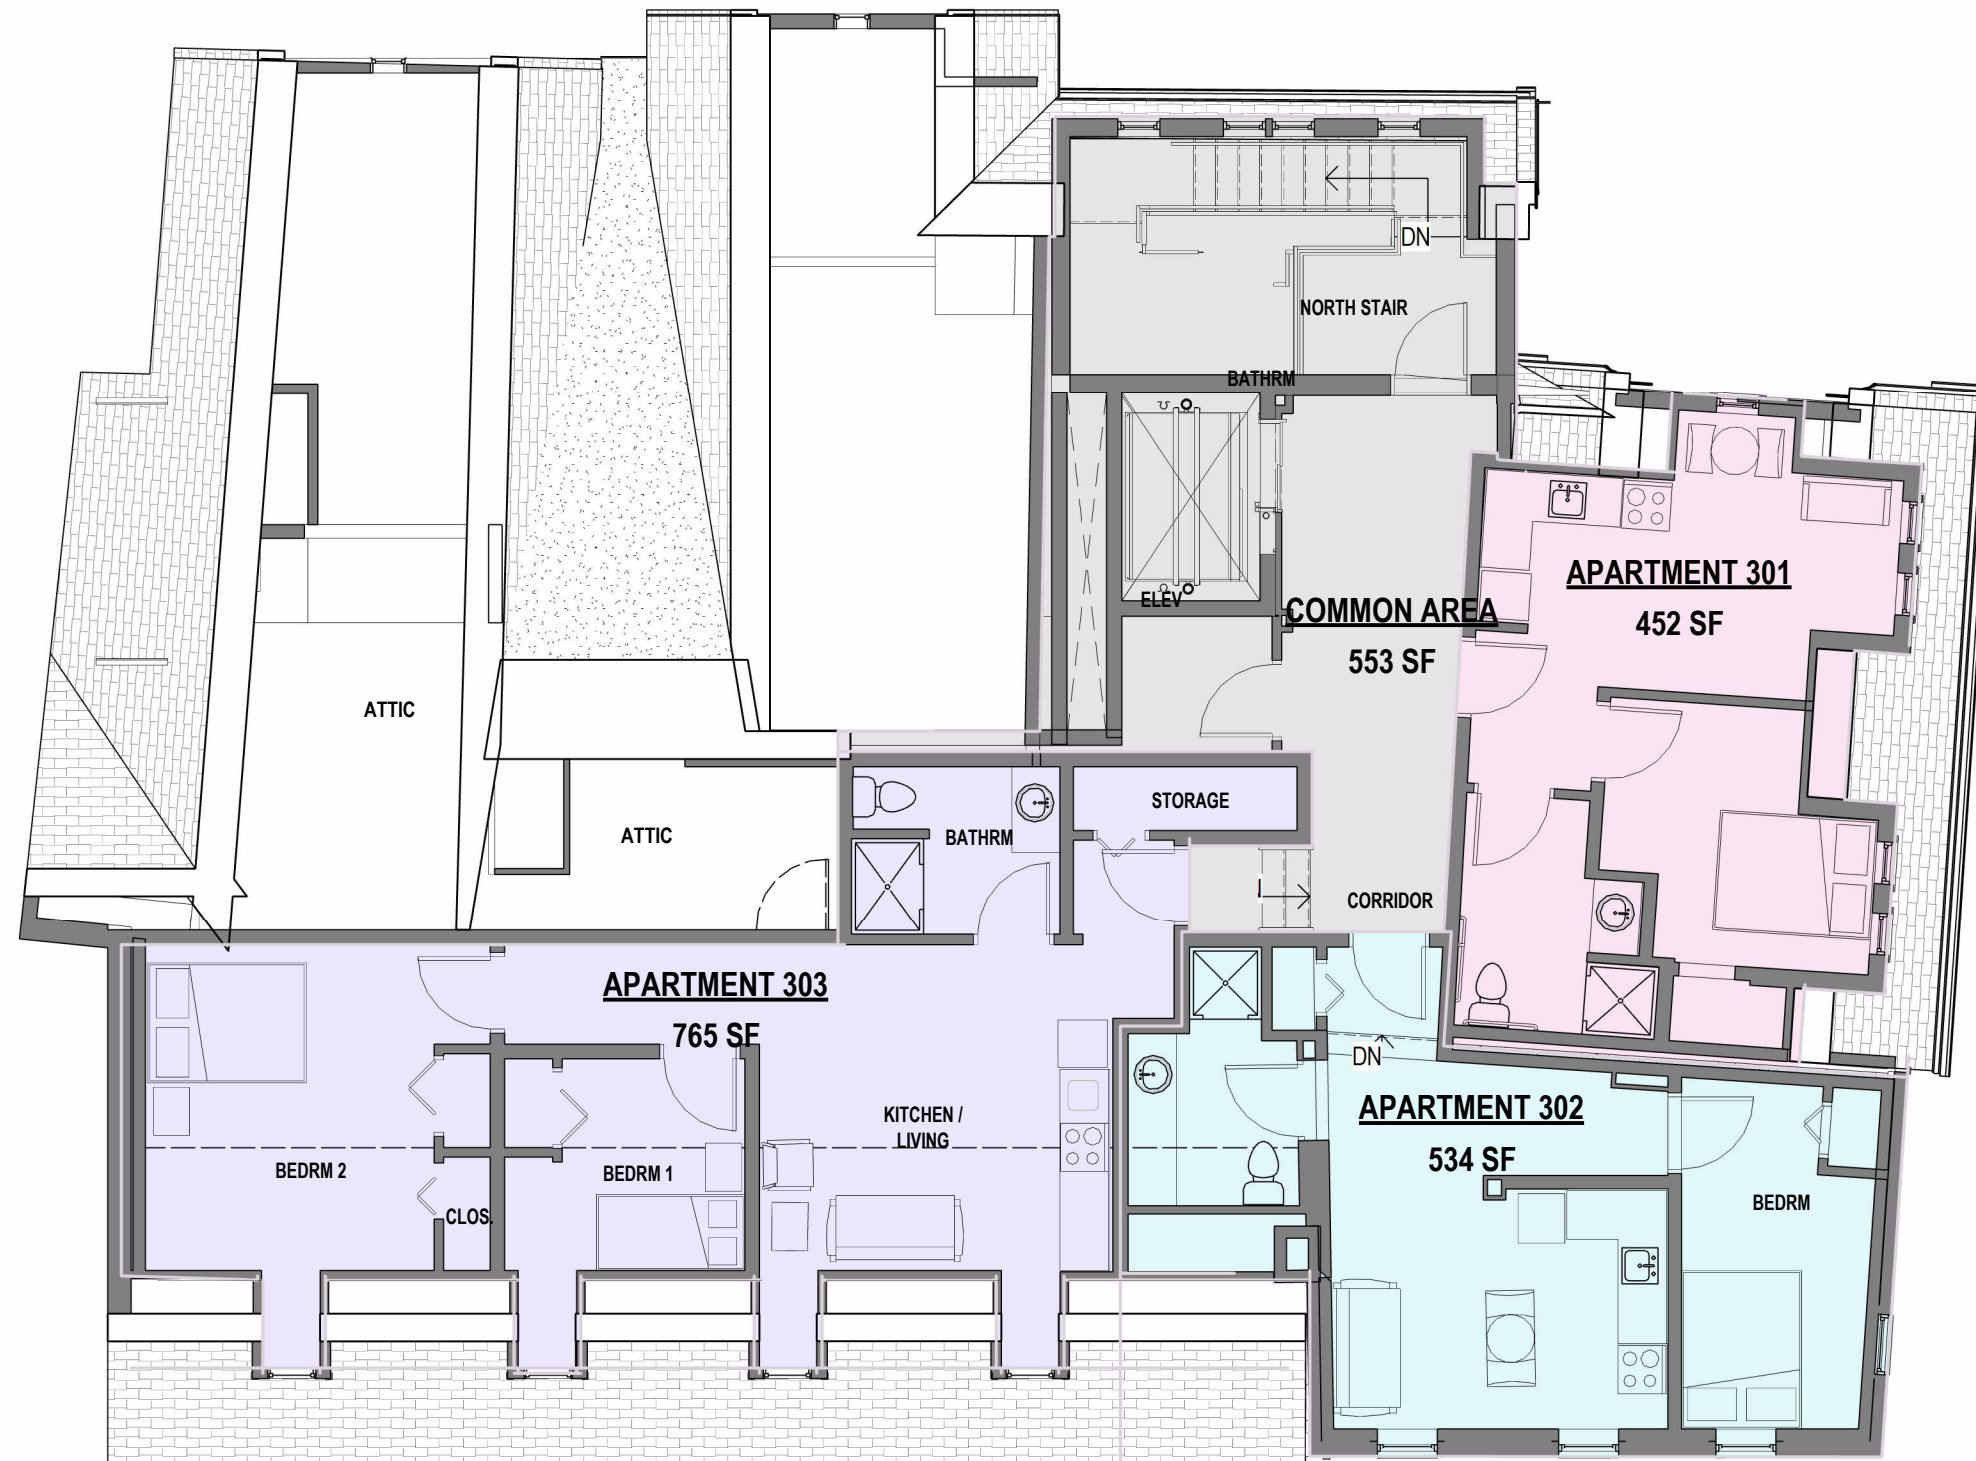 DN
NORTH STAIR
BATHRM
ELEV
COMMON AREA
553 SF
APARTMENT 301
452 SF
ATTIC
ATTIC
BATHRM
STORAGE
CORRIDOR
APARTMENT 303
765 SF
DN
APARTMENT 302
534 SF
KITCHEN /
LIVING
BEDRM 2
BEDRM 1
CLOS.
BEDRM